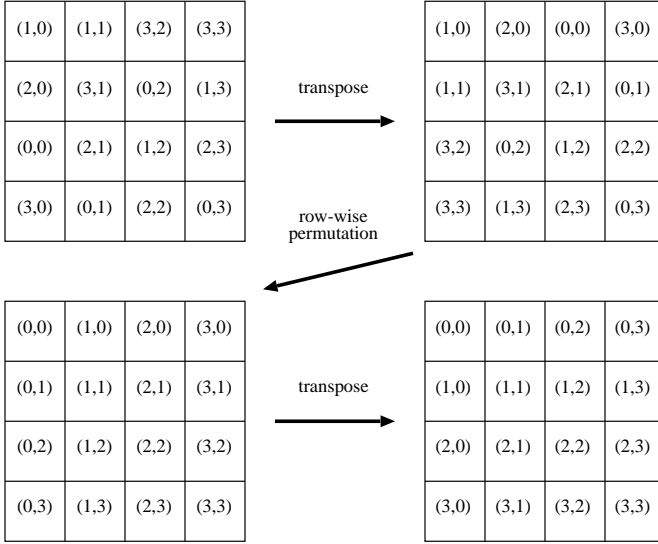 (1,0) (1,1) (3,2) (3,3)
(2,0) (3,1) (0,2) (1,3)
(0,0) (2,1) (1,2) (2,3)
(3,0) (0,1) (2,2) (0,3)
transpose
(1,0) (2,0) (0,0) (3,0)
(1,1) (3,1) (2,1) (0,1)
(3,2) (0,2) (1,2) (2,2)
(3,3) (1,3) (2,3) (0,3)
row-wise
permutation
(0,0) (1,0) (2,0) (3,0)
(0,1) (1,1) (2,1) (3,1)
(0,2) (1,2) (2,2) (3,2)
(0,3) (1,3) (2,3) (3,3)
transpose
(0,0) (0,1) (0,2) (0,3)
(1,0) (1,1) (1,2) (1,3)
(2,0) (2,1) (2,2) (2,3)
(3,0) (3,1) (3,2) (3,3)